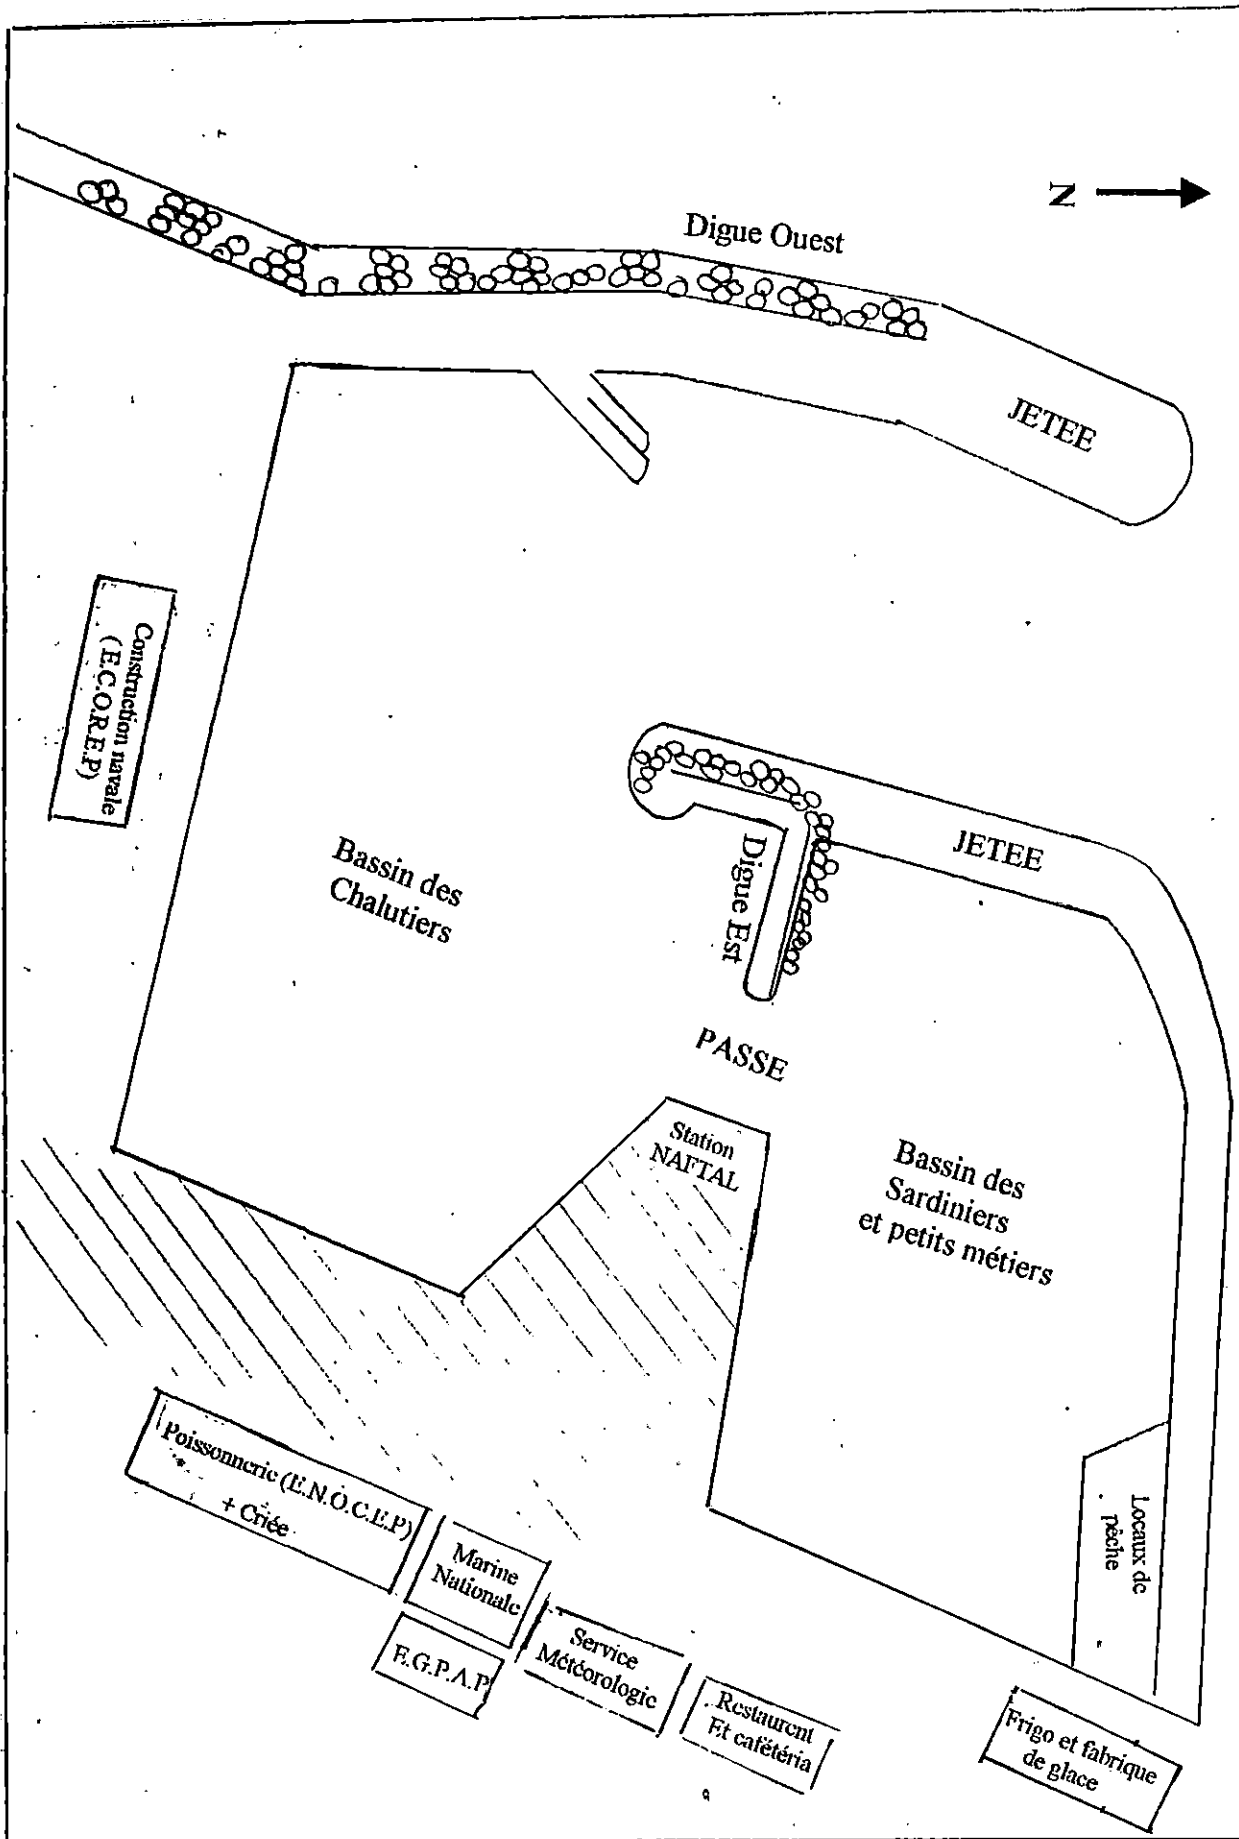 N
Digue Ouest
JETEE
Construction navale
(E.C.O.R.E.P)
JETEE
Digue Est
Bassin des
Chalutiers
PASSE
Station
NAFTAL
Bassin des
Sardiniers
et petits métiers
Locaux de
pêche
Poissonnerie (E.N.O.C.E.P)
+ Criée
Marine
Nationale
E.G.P.A.P
Service
Météorologic
Restaurent
Et cafétéria
Frigo et fabrique
de glace